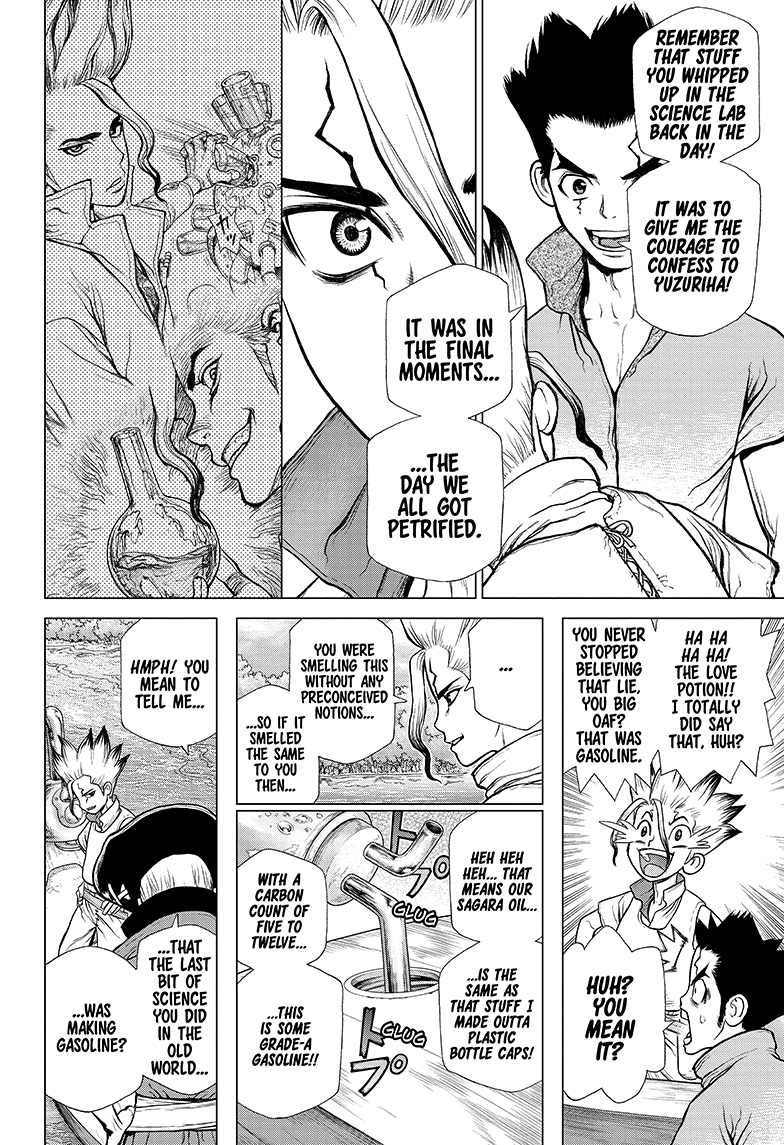 REMEMBER
THAT STUFF
YOU WHIPPED
UP IN THE
SCIENCE LAB
BACK IN THE
DAY!
IT WAS TO
GIVE ME THE
COURAGE TO
CONFESS TO
YUZURIHA!
IT WAS IN
THE FINAL
MOMENTS...
...THE
DAY WE
ALL GOT
PETRIFIED.
HA HA
HA HA!
THE LOVE
POTION!!
I TOTALLY
DID SAY
THAT, HUH?
YOU NEVER
STOPPED
BELIEVING
THAT LIE,
YOU BIG
OAF?
THAT WAS
GASOLINE.
HUH?
YOU
MEAN
IT?
...
YOU WERE
SMELLING THIS
WITHOUT ANY
PRECONCEIVED
NOTIONS...
...SO IF IT
SMELLED
THE SAME
TO YOU
THEN...
HEH HEH
HEH... THAT
MEANS OUR
SAGARA OIL...
...IS THE
SAME AS
THAT STUFF I
MADE OUTTA
PLASTIC
BOTTLE CAPS!
トプ
GLUG
GLUG
トプ
WITH A
CARBON
COUNT OF
FIVE TO
TWELVE...
...THIS
IS SOME
GRADE-A
GASOLINE!!
HMPH! YOU
MEAN TO
TELL ME...
...THAT
THE LAST
BIT OF
SCIENCE
YOU DID
IN THE
OLD
WORLD...
...WAS
MAKING
GASOLINE?